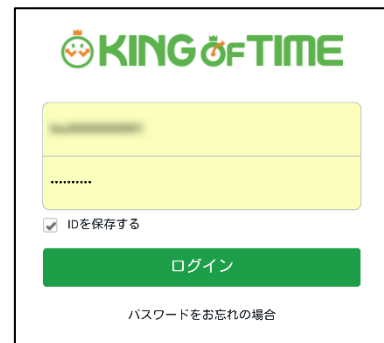 KING OF TIME
..........
IDを保存する
ログイン
パスワードをお忘れの場合